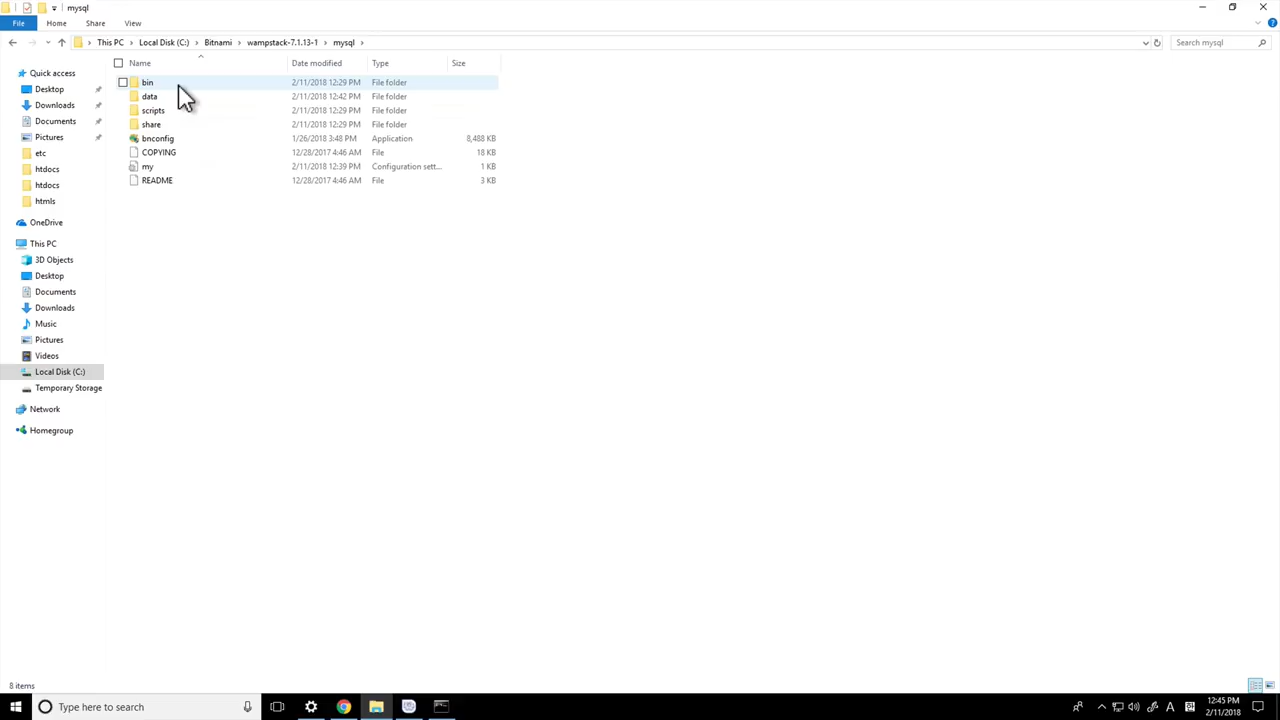 mysql
File Home Share View
This PC Local Disk (C:) Bitnami wampstack-7.1.13-1 mysql
Search mysql
Name Date modified Type Size
Quick access
Desktop
Downloads
Documents
Pictures
etc
htdocs
htdocs
htmls
OneDrive
This PC
3D Objects
Desktop
Documents
Downloads
Music
Pictures
Videos
Local Disk (C:)
Temporary Storage
Network
Homegroup
bin 2/11/2018 12:29 PM File folder
data 2/11/2018 12:42 PM File folder
scripts 2/11/2018 12:29 PM File folder
share 2/11/2018 12:29 PM File folder
bnconfig 1/26/2018 3:48 PM Application 8,488 KB
COPYING 12/28/2017 4:46 AM File 18 KB
my 2/11/2018 12:39 PM Configuration sett... 1 KB
README 12/28/2017 4:46 AM File 3 KB
8 items
Type here to search
A
12:45 PM
2/11/2018